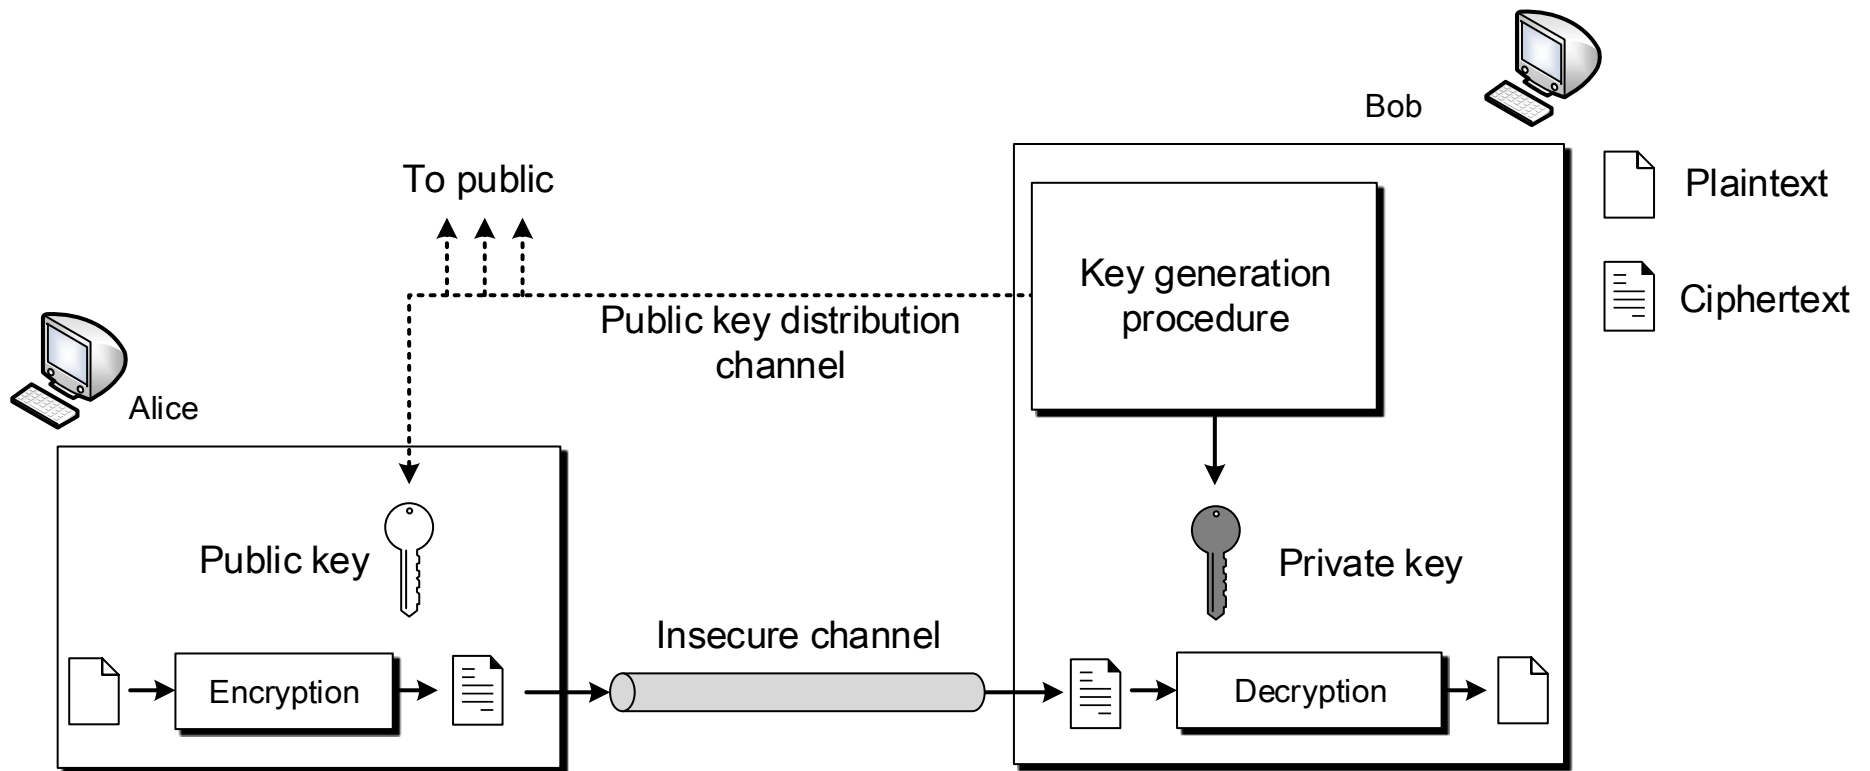 Bob
To public
Plaintext
Key generation
procedure
Ciphertext
Public key distribution
channel
Alice
Public key
Private key
Insecure channel
Encryption
Decryption